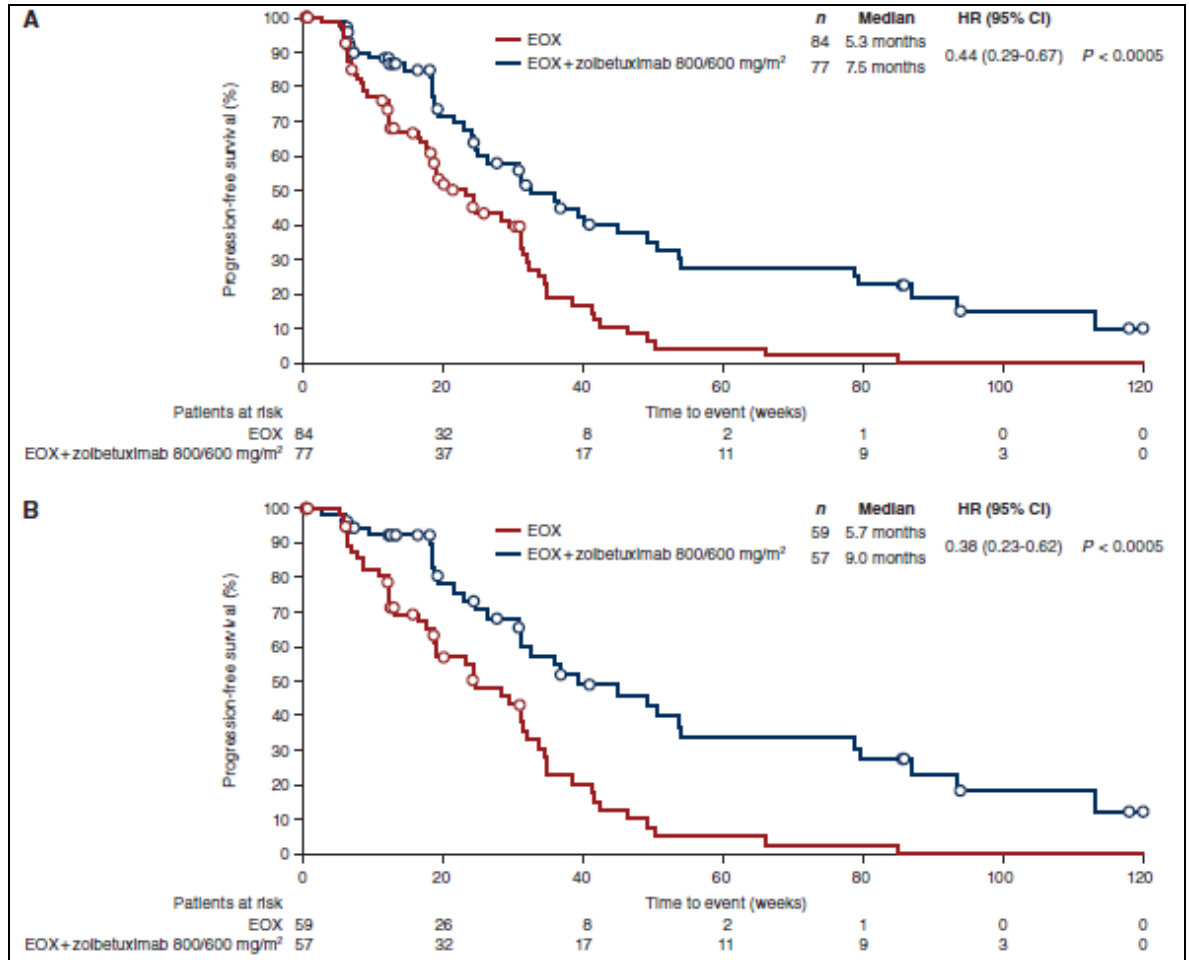 A
n Median HR (95% CI)
EOX 84 5.3 months
EOX+zolbetuximab 800/600 mg/m² 77 7.5 months
0.44 (0.29-0.67) P < 0.0005
Progression-free survival (%)
100
90
80
70
60
50
40
30
20
10
0
0 20 40 60 80 100 120
Patients at risk Time to event (weeks)
EOX 84 32 8 2 1 0 0
EOX+zolbetuximab 800/600 mg/m² 77 37 17 11 9 3 0
B
n Median HR (95% CI)
EOX 59 5.7 months
EOX+zolbetuximab 800/600 mg/m² 57 9.0 months
0.38 (0.23-0.62) P < 0.0005
Progression-free survival (%)
100
90
80
70
60
50
40
30
20
10
0
0 20 40 60 80 100 120
Patients at risk Time to event (weeks)
EOX 59 26 8 2 1 0 0
EOX+zolbetuximab 800/600 mg/m² 57 32 17 11 9 3 0